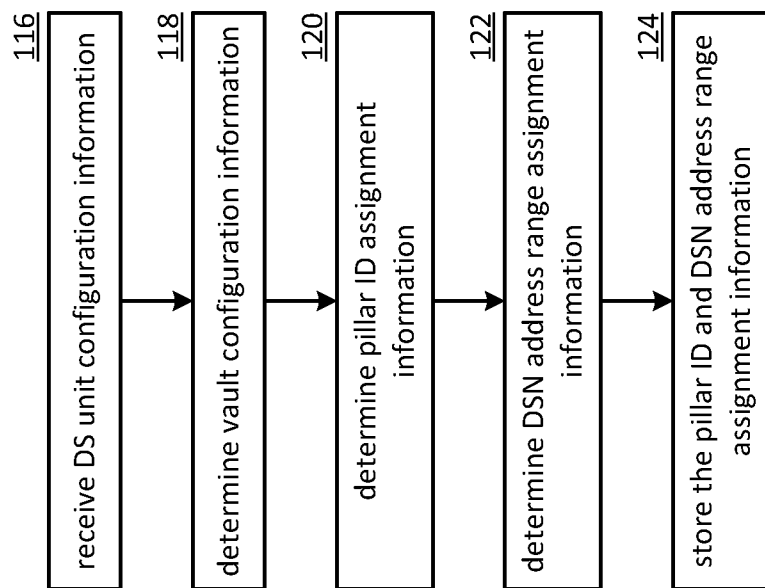 116
receive DS unit configuration information
118
determine vault configuration information
120
determine pillar ID assignment
information
122
determine DSN address range assignment
information
124
store the pillar ID and DSN address range
assignment information